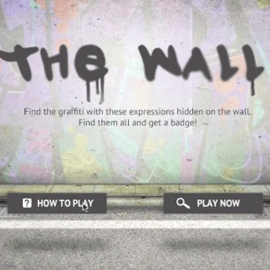 THE WALL
Find the graffiti with these expressions hidden on the wall.
Find them all and get a badge!
? HOW TO PLAY
PLAY NOW